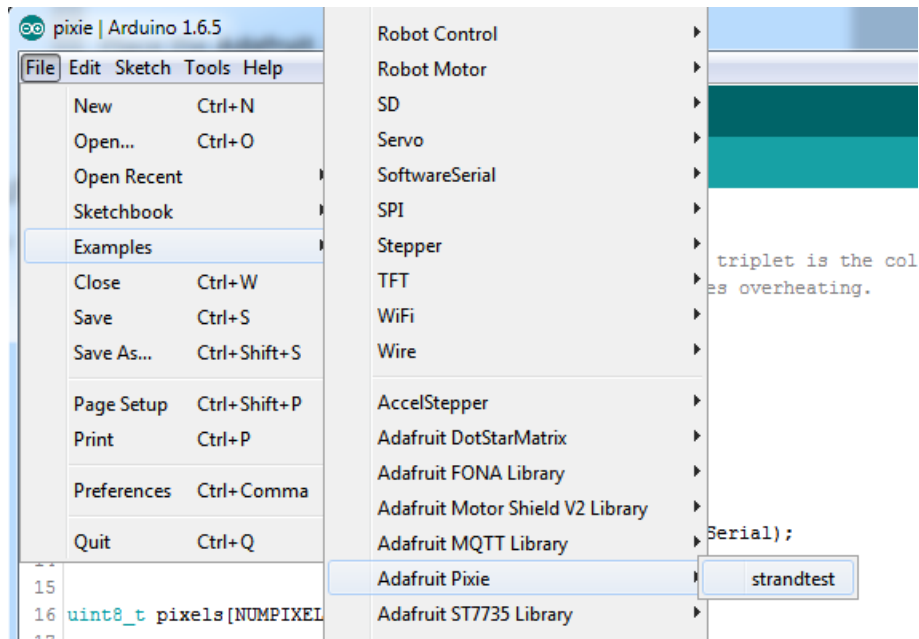 pixie | Arduino 1.6.5
File Edit Sketch Tools Help
New Ctrl+N
Open... Ctrl+O
Open Recent
Sketchbook
Examples
Close Ctrl+W
Save Ctrl+S
Save As... Ctrl+Shift+S
Page Setup Ctrl+Shift+P
Print Ctrl+P
Preferences Ctrl+Comma
Quit Ctrl+Q
Robot Control
Robot Motor
SD
Servo
SoftwareSerial
SPI
Stepper
TFT
WiFi
Wire
AccelStepper
Adafruit DotStarMatrix
Adafruit FONA Library
Adafruit Motor Shield V2 Library
Adafruit MQTT Library
Adafruit Pixie
Adafruit ST7735 Library
strandtest
triplet is the col
es overheating.
Serial);
15
16 uint8_t pixels[NUMPIXEL